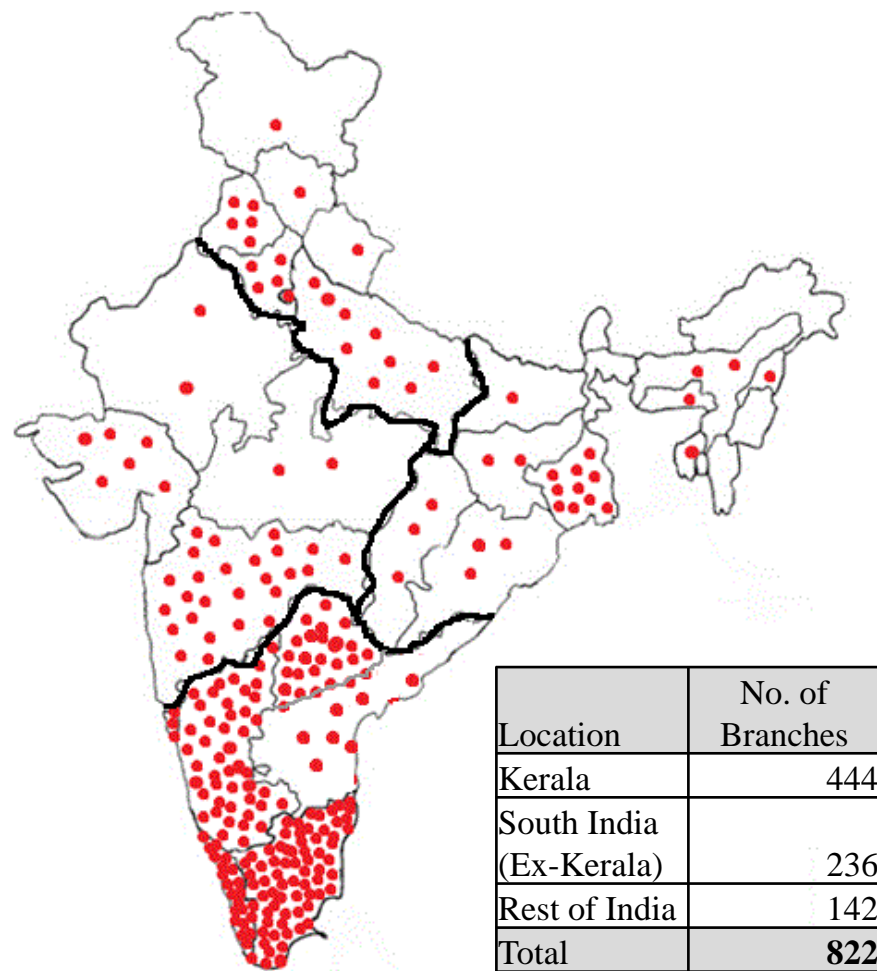 Location No. of Branches
Kerala 444
South India (Ex-Kerala) 236
Rest of India 142
Total 822